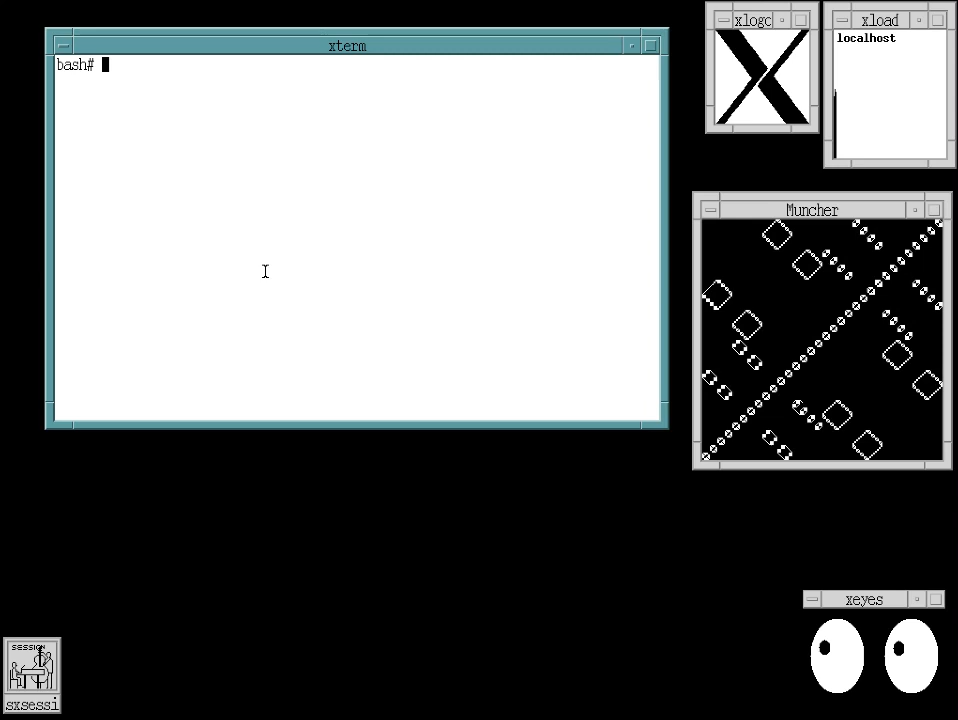 xterm
bash#
xlogo
xload
localhost
Muncher
xeyes
SESSION
sxsessi